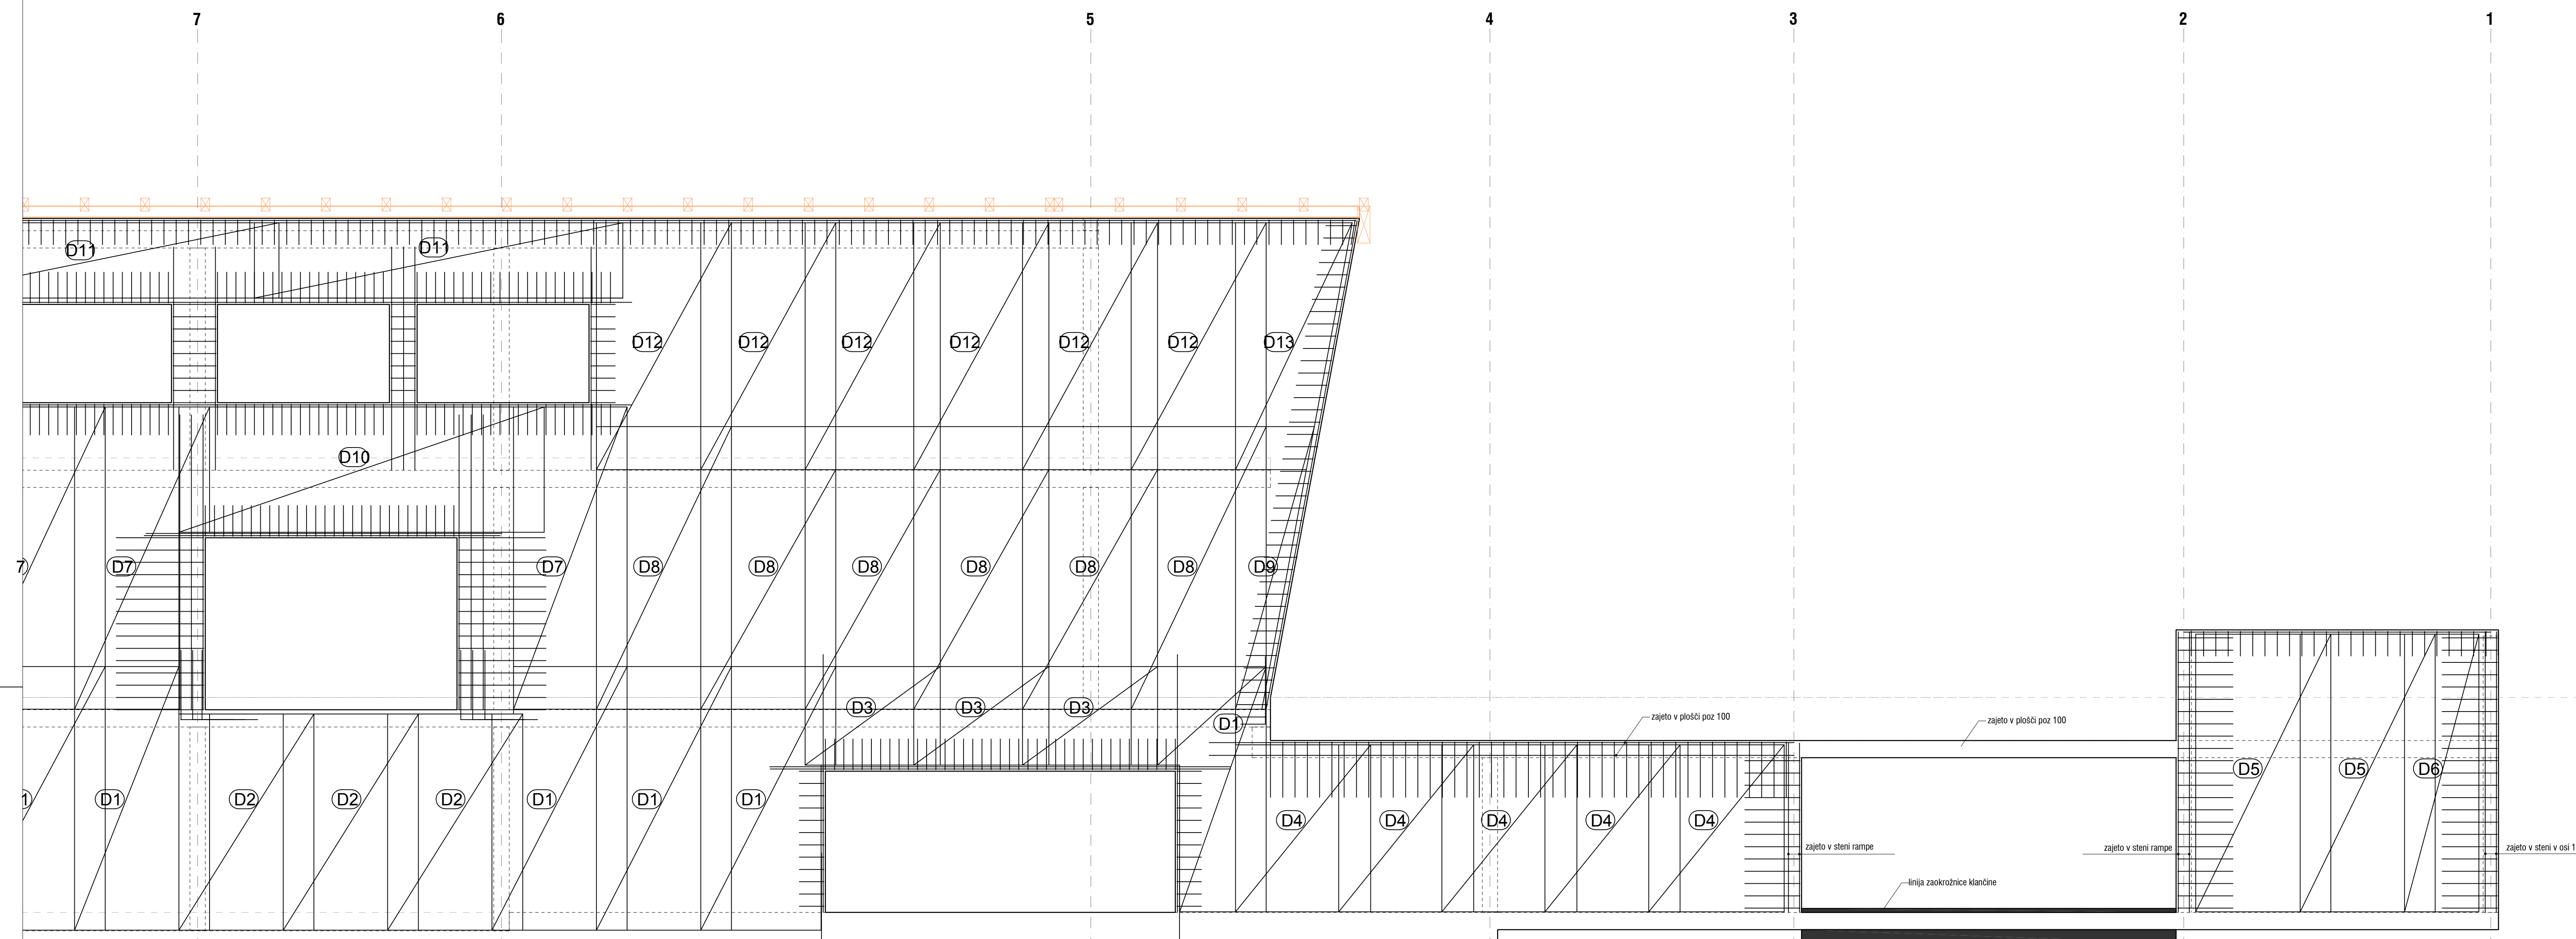 7 6 5 4 3 2 1
D11 D11
D12 D12 D12 D12 D12 D12 D13
D10
7 D7 D7 D8 D8 D8 D8 D8 D8 D9
D3 D3 D3 D1
zajeto v plošči poz 100
zajeto v plošči poz 100
D5 D5 D6
1 D1 D2 D2 D2 D1 D1 D1
D4 D4 D4 D4 D4
zajeto v steni rampe
zajeto v steni rampe
zajeto v steni v osi 1
linija zaokrožnice klančine